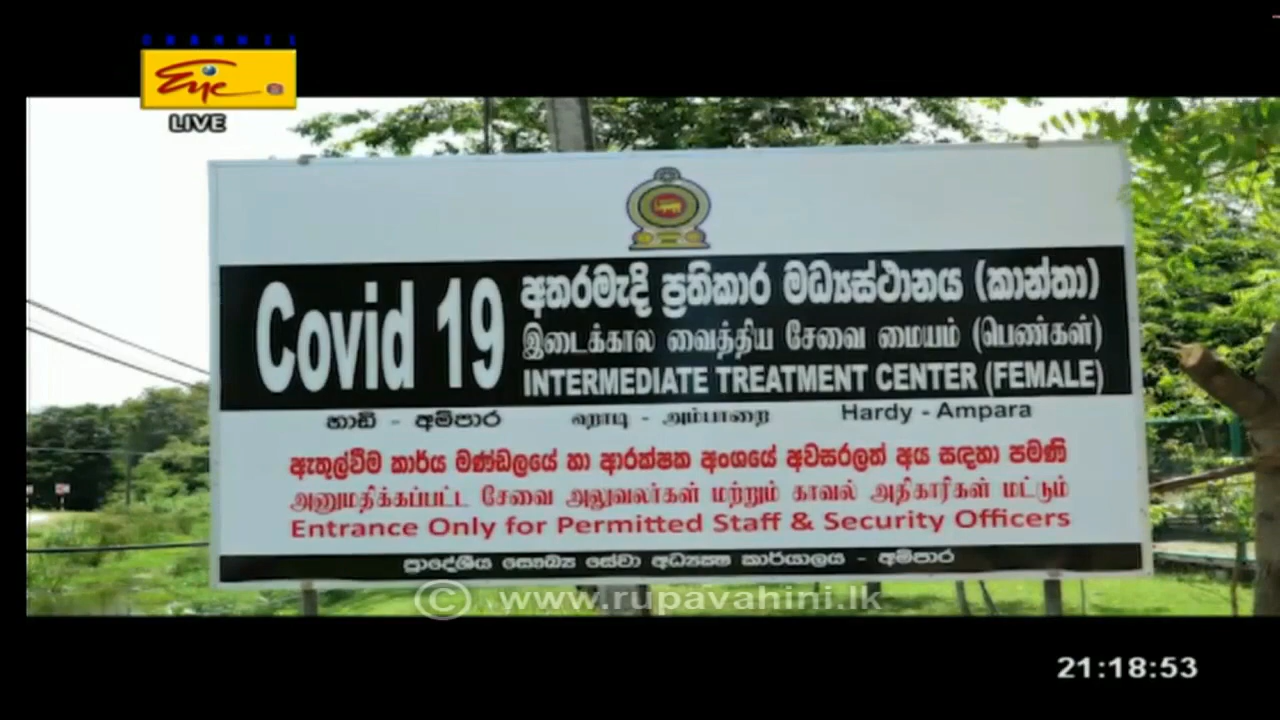 CHANNEL
Eye
LIVE
Covid 19
අතරමැදි ප්‍රතිකාර මධ්‍යස්ථානය (කාන්තා)
இடைக்கால வைத்திய சேவை மையம் (பெண்கள்)
INTERMEDIATE TREATMENT CENTER (FEMALE)
හාඩි - අම්පාර ஹாடி - அம்பாறை Hardy - Ampara
ඇතුල්වීම කාර්ය මණ්ඩලයේ හා ආරක්ෂක අංශයේ අවසරලත් අය සඳහා පමණි
அனுமதிக்கப்பட்ட சேவை அலுவலர்கள் மற்றும் காவல் அதிகாரிகள் மட்டும்
Entrance Only for Permitted Staff & Security Officers
ප්‍රාදේශීය සෞඛ්‍ය සේවා අධ්‍යක්ෂ කාර්යාලය - අම්පාර
© www.rupavahini.lk
21:18:53